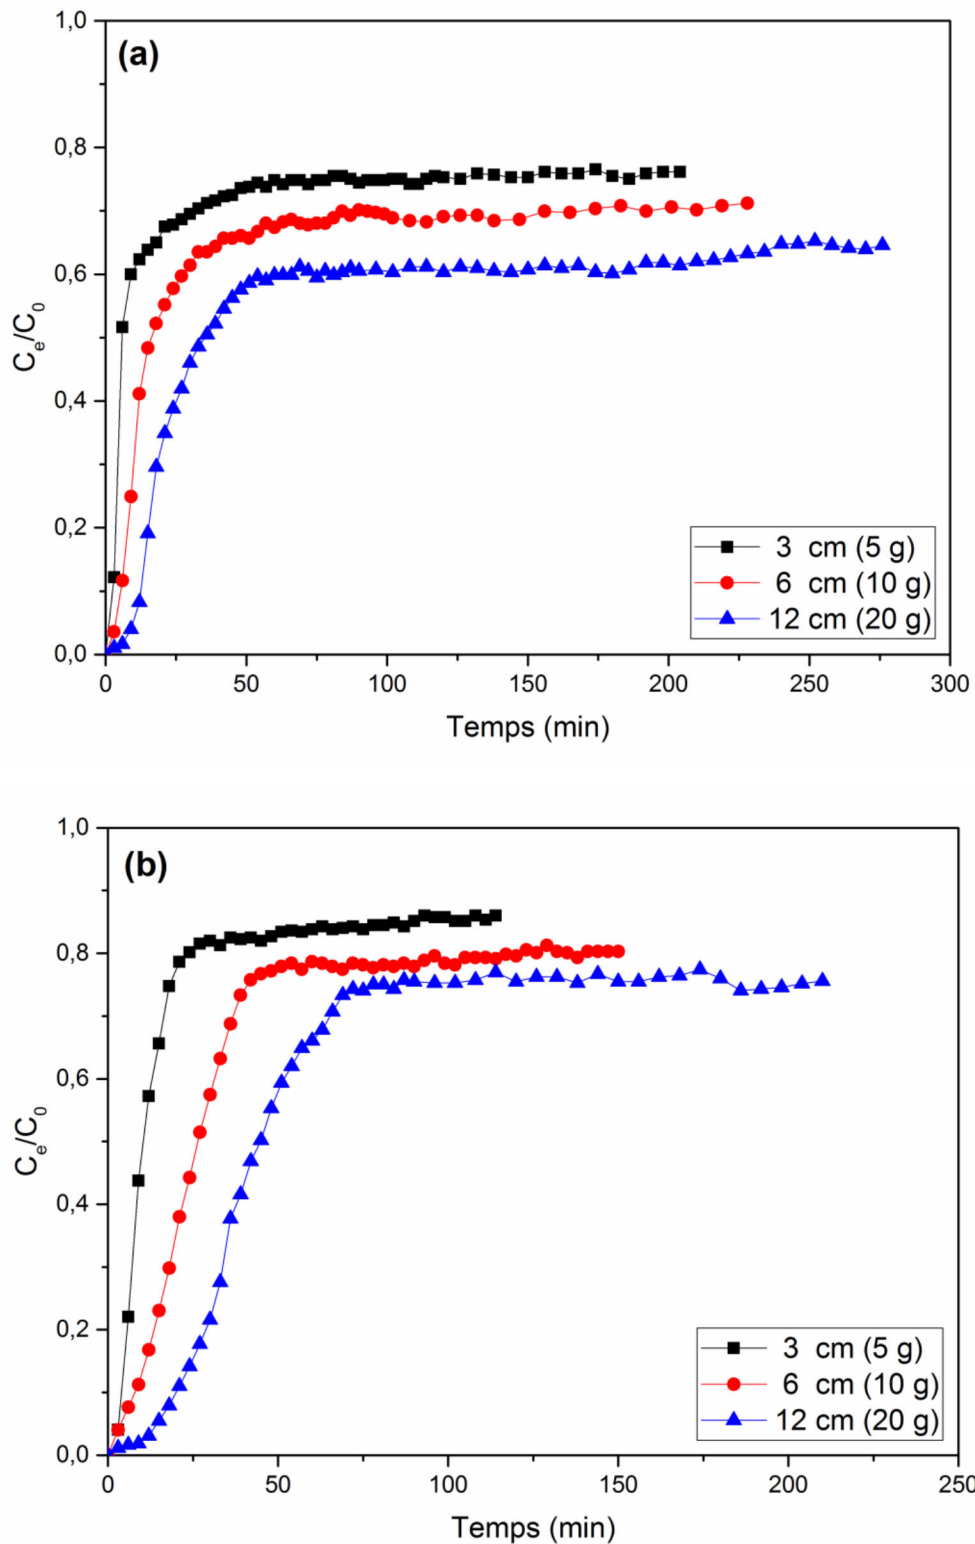 1,0
(a)
0,8
0,6
0,4
0,2
0,0
Cₑ/C₀
3 cm (5 g)
6 cm (10 g)
12 cm (20 g)
0 50 100 150 200 250 300
Temps (min)
1,0
(b)
0,8
0,6
0,4
0,2
0,0
Cₑ/C₀
3 cm (5 g)
6 cm (10 g)
12 cm (20 g)
0 50 100 150 200 250
Temps (min)